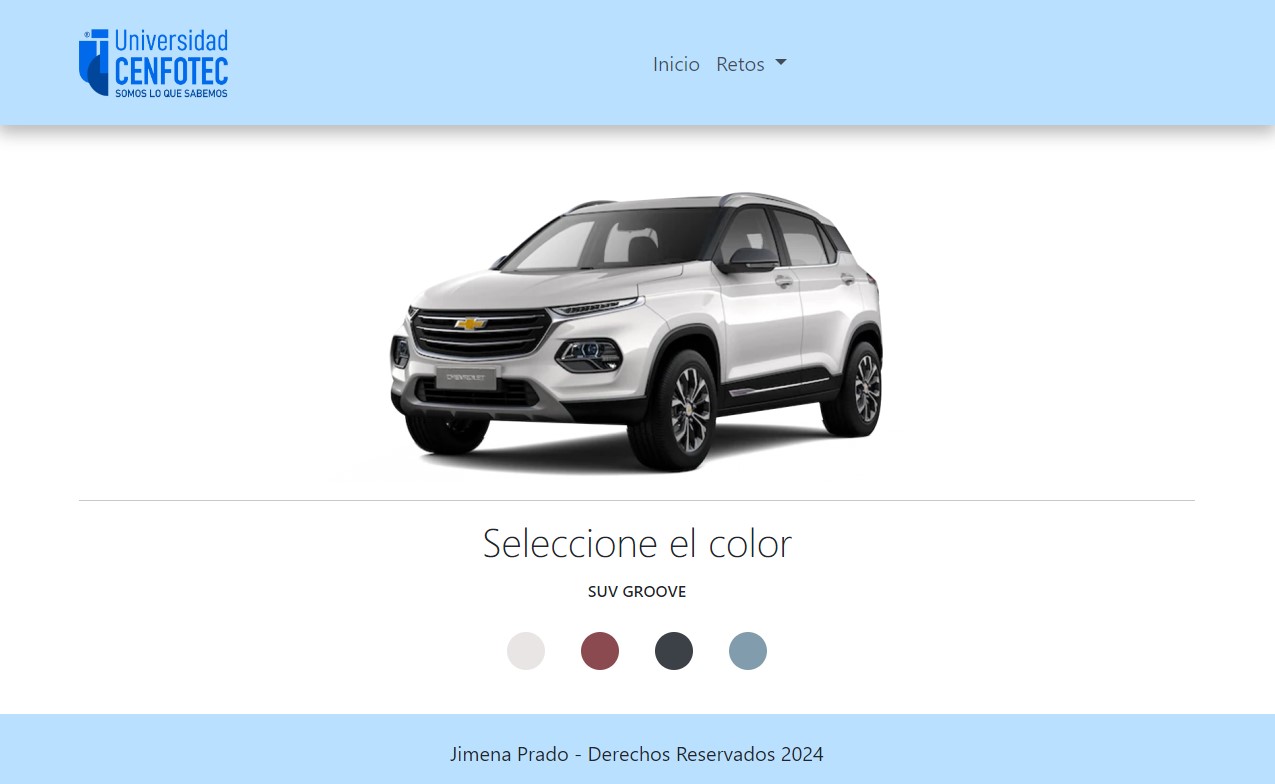 Universidad
CENFOTEC
SOMOS LO QUE SABEMOS
Inicio Retos
CHEVROLET
Seleccione el color
SUV GROOVE
Jimena Prado - Derechos Reservados 2024